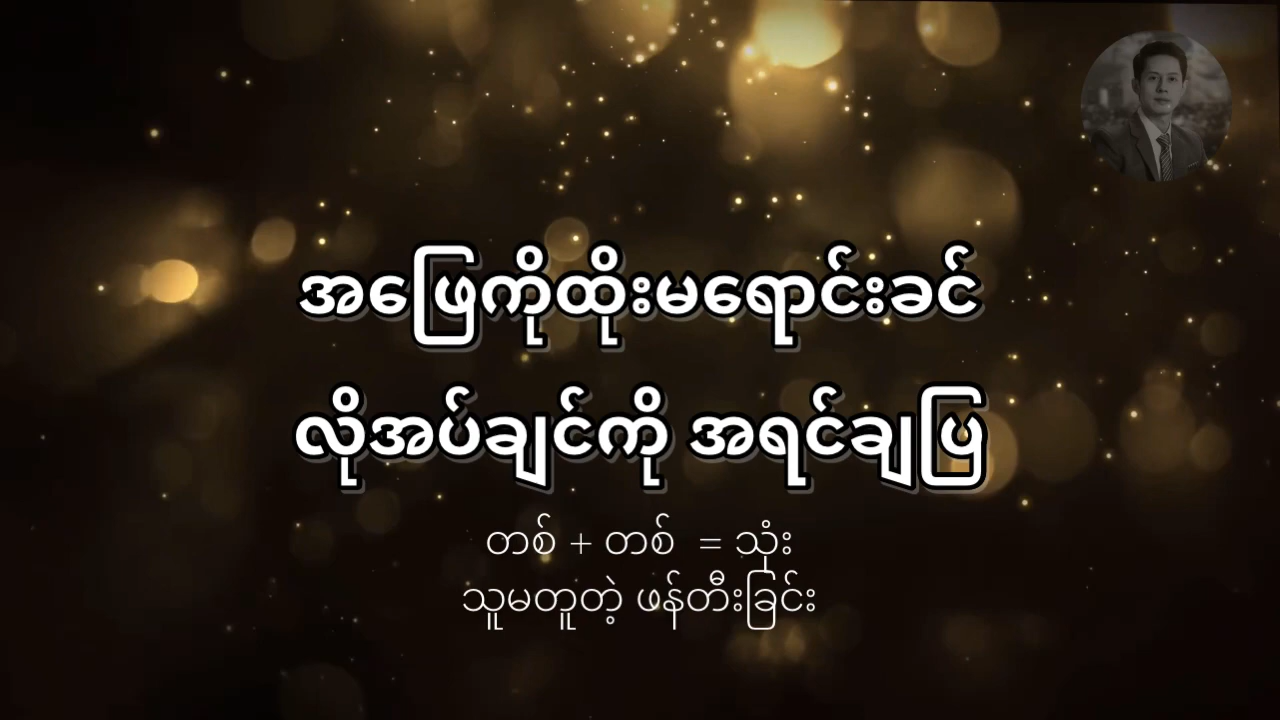 အဖြေကိုထိုးမရောင်းခင်
လိုအပ်ချင်ကို အရင်ချပြ
တစ် + တစ် = သုံး
သူမတူတဲ့ ဖန်တီးခြင်း